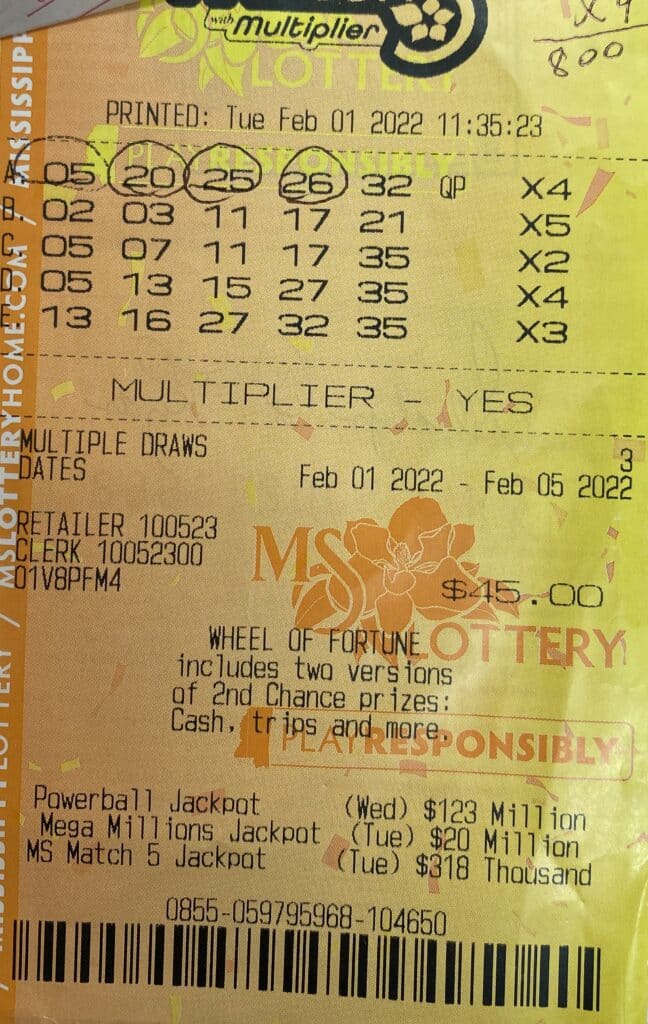 with Multiplier
X 4
800
LOTTERY
PRINTED: Tue Feb 01 2022 11:35:23
PLAY RESPONSIBLY
A. 05 20 25 26 32 QP X4
B. 02 03 11 17 21 X5
C. 05 07 11 17 35 X2
D. 05 13 15 27 35 X4
E. 13 16 27 32 35 X3
MULTIPLIER - YES
MULTIPLE DRAWS 3
DATES Feb 01 2022 - Feb 05 2022
RETAILER 100523
CLERK 10052300
01V8PFM4
$45.00
MS LOTTERY
WHEEL OF FORTUNE
includes two versions
of 2nd Chance prizes:
Cash, trips and more.
PLAY RESPONSIBLY
Powerball Jackpot (Wed) $123 Million
Mega Millions Jackpot (Tue) $20 Million
MS Match 5 Jackpot (Tue) $318 Thousand
0855-059795968-104650
LOTTERY / MSLOTTERYHOME.COM / MISSISSIPP